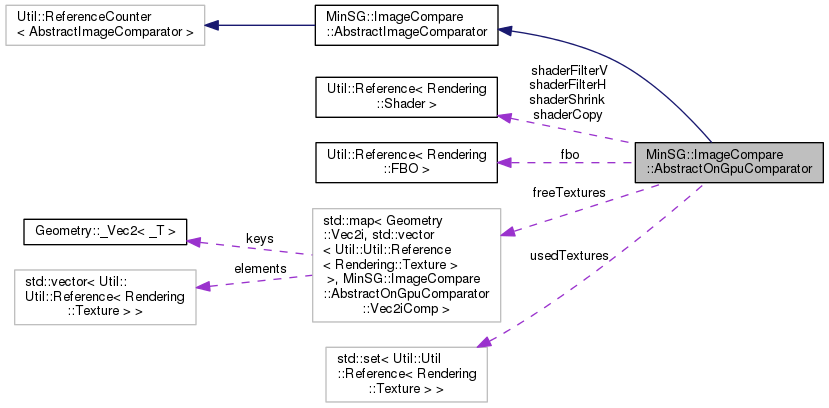 Util::ReferenceCounter
< AbstractImageComparator >
MinSG::ImageCompare
::AbstractImageComparator
shaderFilterV
shaderFilterH
shaderShrink
shaderCopy
Util::Reference< Rendering
::Shader >
MinSG::ImageCompare
::AbstractOnGpuComparator
fbo
Util::Reference< Rendering
::FBO >
freeTextures
std::map< Geometry
::Vec2i, std::vector
< Util::Util::Reference
< Rendering::Texture >
>, MinSG::ImageCompare
::AbstractOnGpuComparator
::Vec2iComp >
Geometry::_Vec2< _T >
keys
elements
std::vector< Util::
Util::Reference< Rendering
::Texture > >
usedTextures
std::set< Util::Util
::Reference< Rendering
::Texture > >